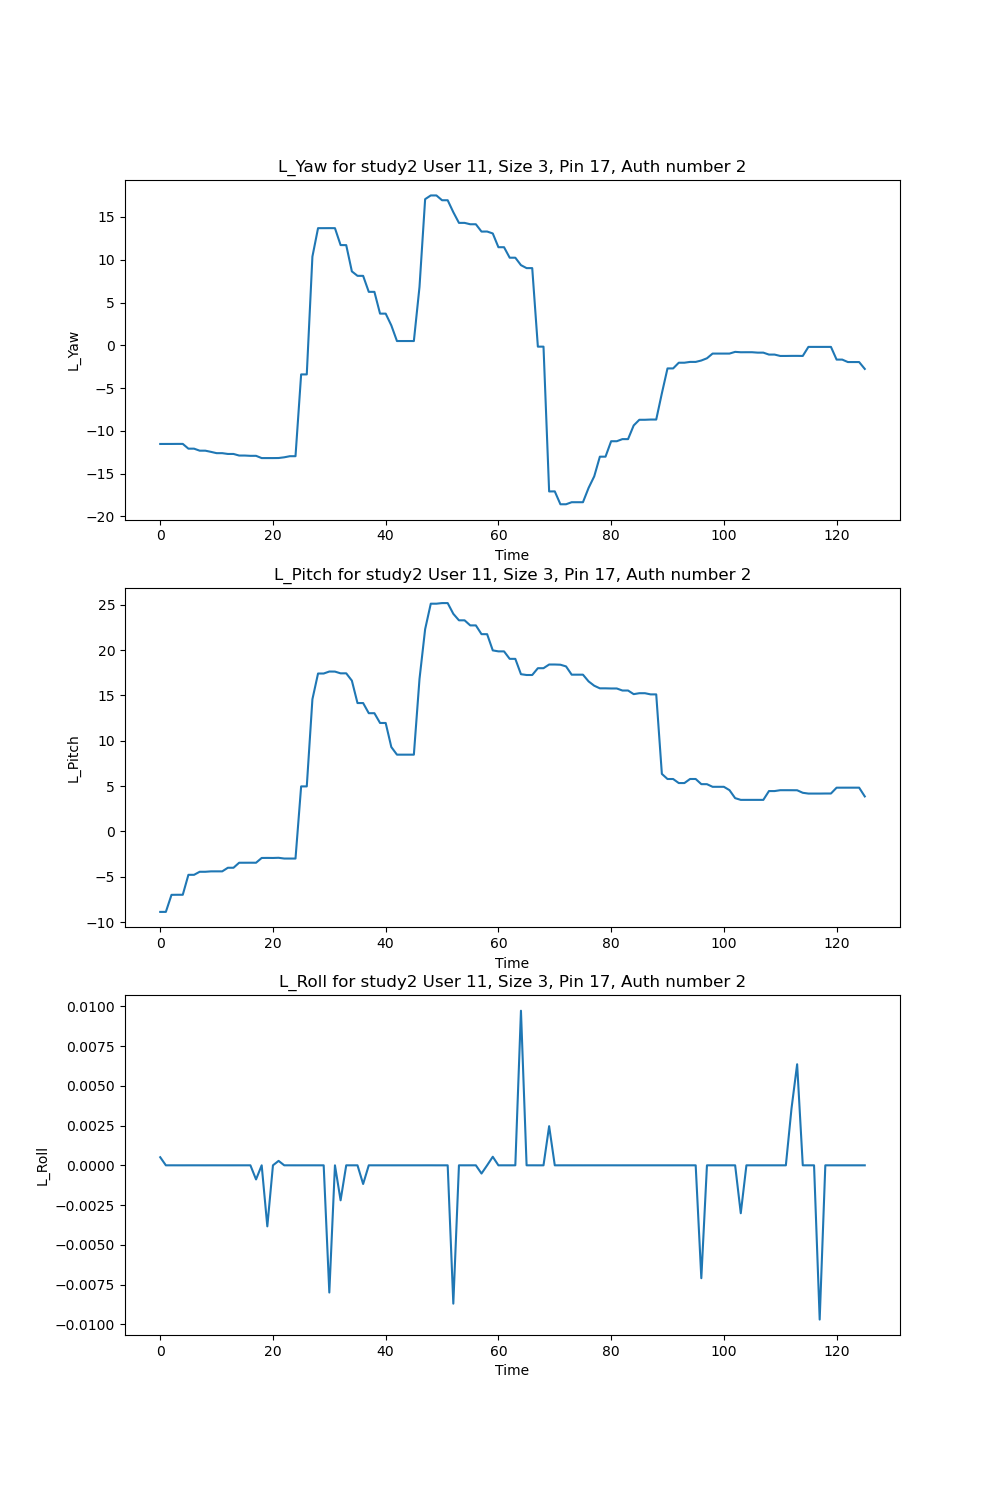 L_Yaw for study2 User 11, Size 3, Pin 17, Auth number 2
15
10
5
0
−5
−10
−15
−20
L_Yaw
0 20 40 60 80 100 120
Time
L_Pitch for study2 User 11, Size 3, Pin 17, Auth number 2
25
20
15
10
5
0
−5
−10
L_Pitch
0 20 40 60 80 100 120
Time
L_Roll for study2 User 11, Size 3, Pin 17, Auth number 2
0.0100
0.0075
0.0050
0.0025
0.0000
−0.0025
−0.0050
−0.0075
−0.0100
L_Roll
0 20 40 60 80 100 120
Time